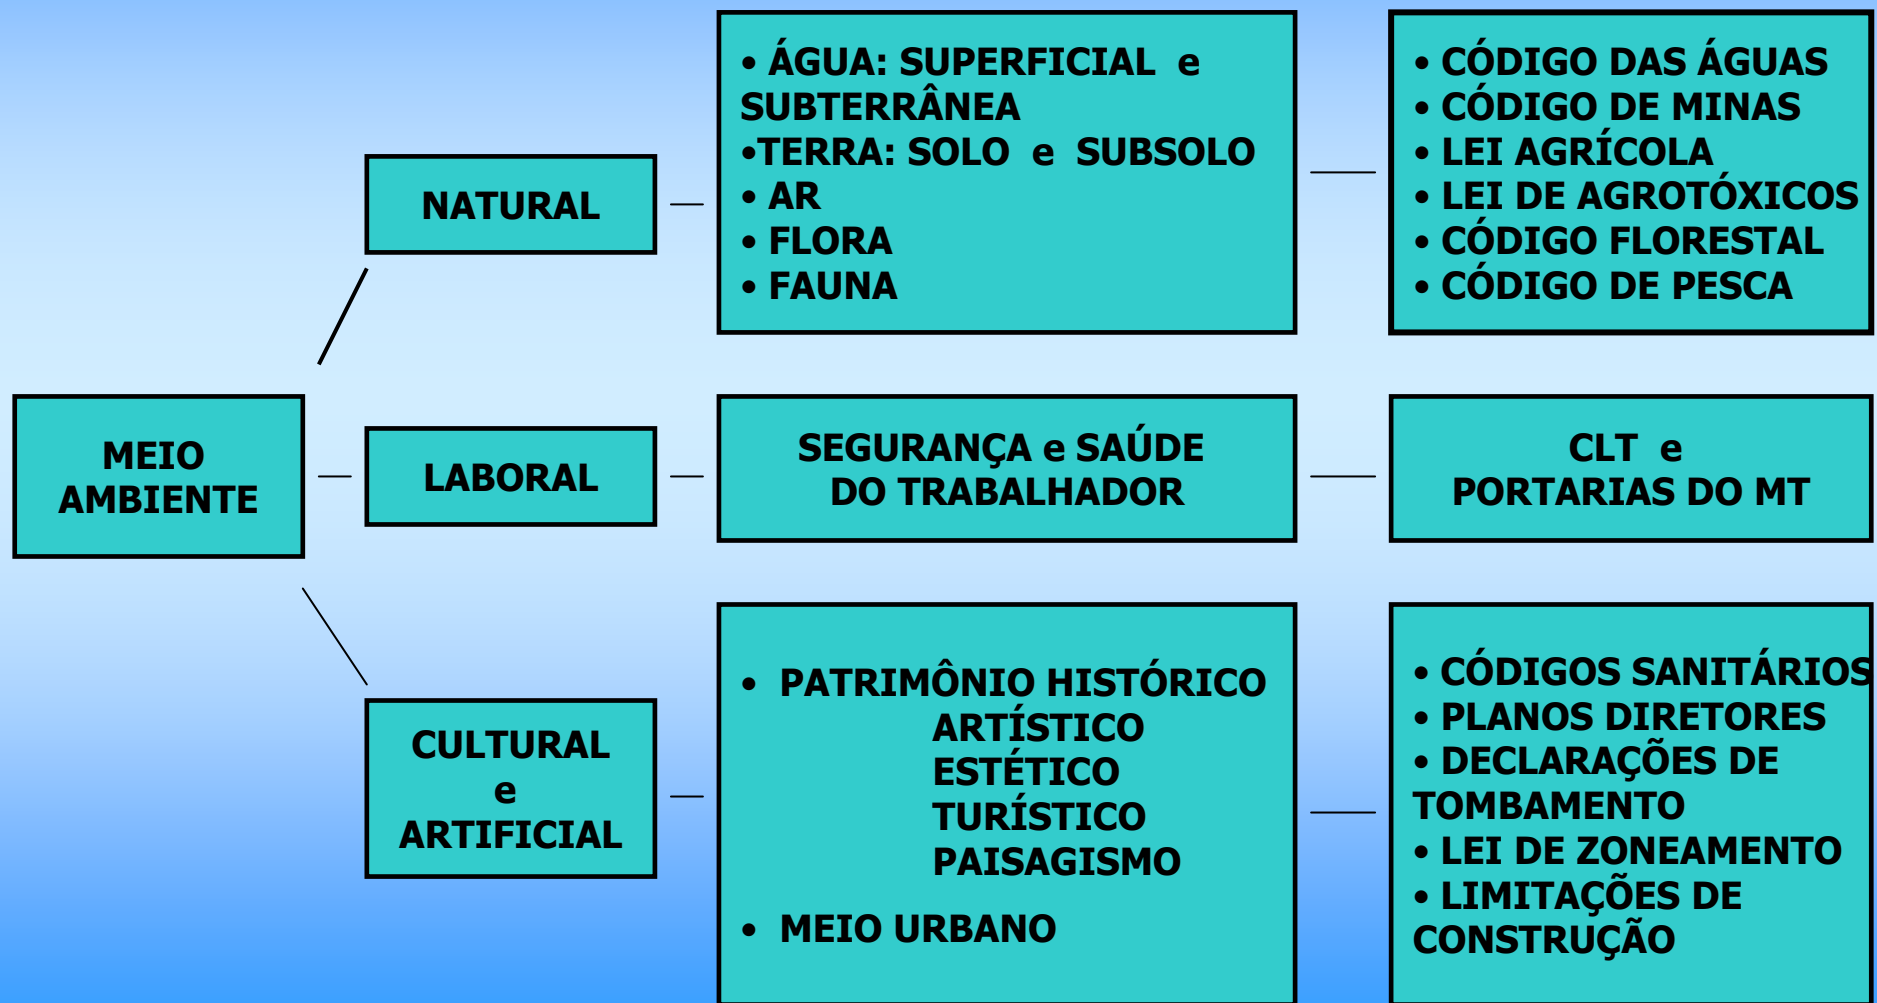 MEIO
AMBIENTE
NATURAL
• ÁGUA: SUPERFICIAL e
SUBTERRÂNEA
•TERRA: SOLO e SUBSOLO
• AR
• FLORA
• FAUNA
• CÓDIGO DAS ÁGUAS
• CÓDIGO DE MINAS
• LEI AGRÍCOLA
• LEI DE AGROTÓXICOS
• CÓDIGO FLORESTAL
• CÓDIGO DE PESCA
LABORAL
SEGURANÇA e SAÚDE
DO TRABALHADOR
CLT e
PORTARIAS DO MT
CULTURAL
e
ARTIFICIAL
• PATRIMÔNIO HISTÓRICO
ARTÍSTICO
ESTÉTICO
TURÍSTICO
PAISAGISMO
• MEIO URBANO
• CÓDIGOS SANITÁRIOS
• PLANOS DIRETORES
• DECLARAÇÕES DE
TOMBAMENTO
• LEI DE ZONEAMENTO
• LIMITAÇÕES DE
CONSTRUÇÃO